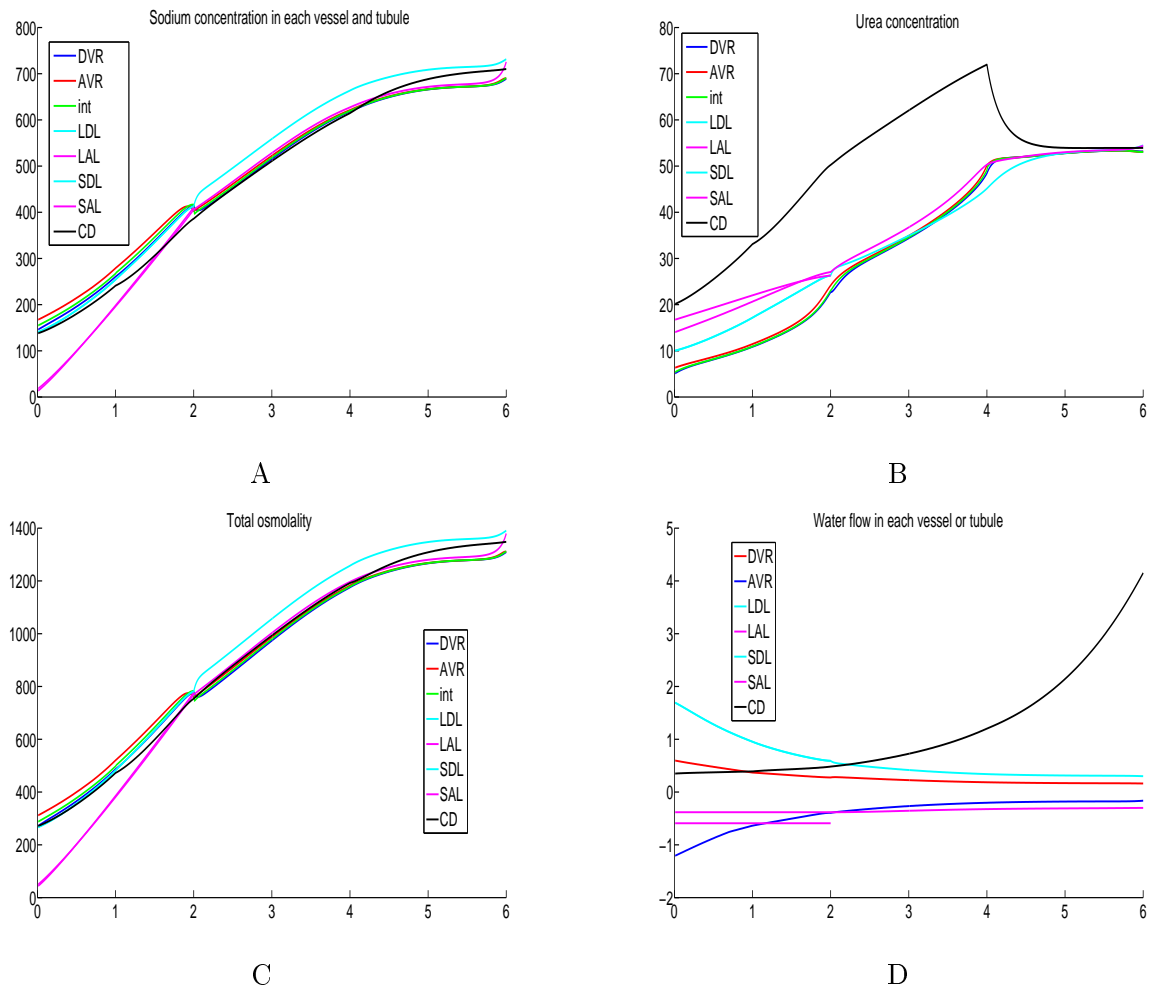 Sodium concentration in each vessel and tubule
800
700
600
500
400
300
200
100
0
0 1 2 3 4 5 6
DVR
AVR
int
LDL
LAL
SDL
SAL
CD
A
Urea concentration
80
70
60
50
40
30
20
10
0
0 1 2 3 4 5 6
DVR
AVR
int
LDL
LAL
SDL
SAL
CD
B
Total osmolality
1400
1200
1000
800
600
400
200
0
0 1 2 3 4 5 6
DVR
AVR
int
LDL
LAL
SDL
SAL
CD
C
Water flow in each vessel or tubule
5
4
3
2
1
0
−1
−2
0 1 2 3 4 5 6
DVR
AVR
LDL
LAL
SDL
SAL
CD
D